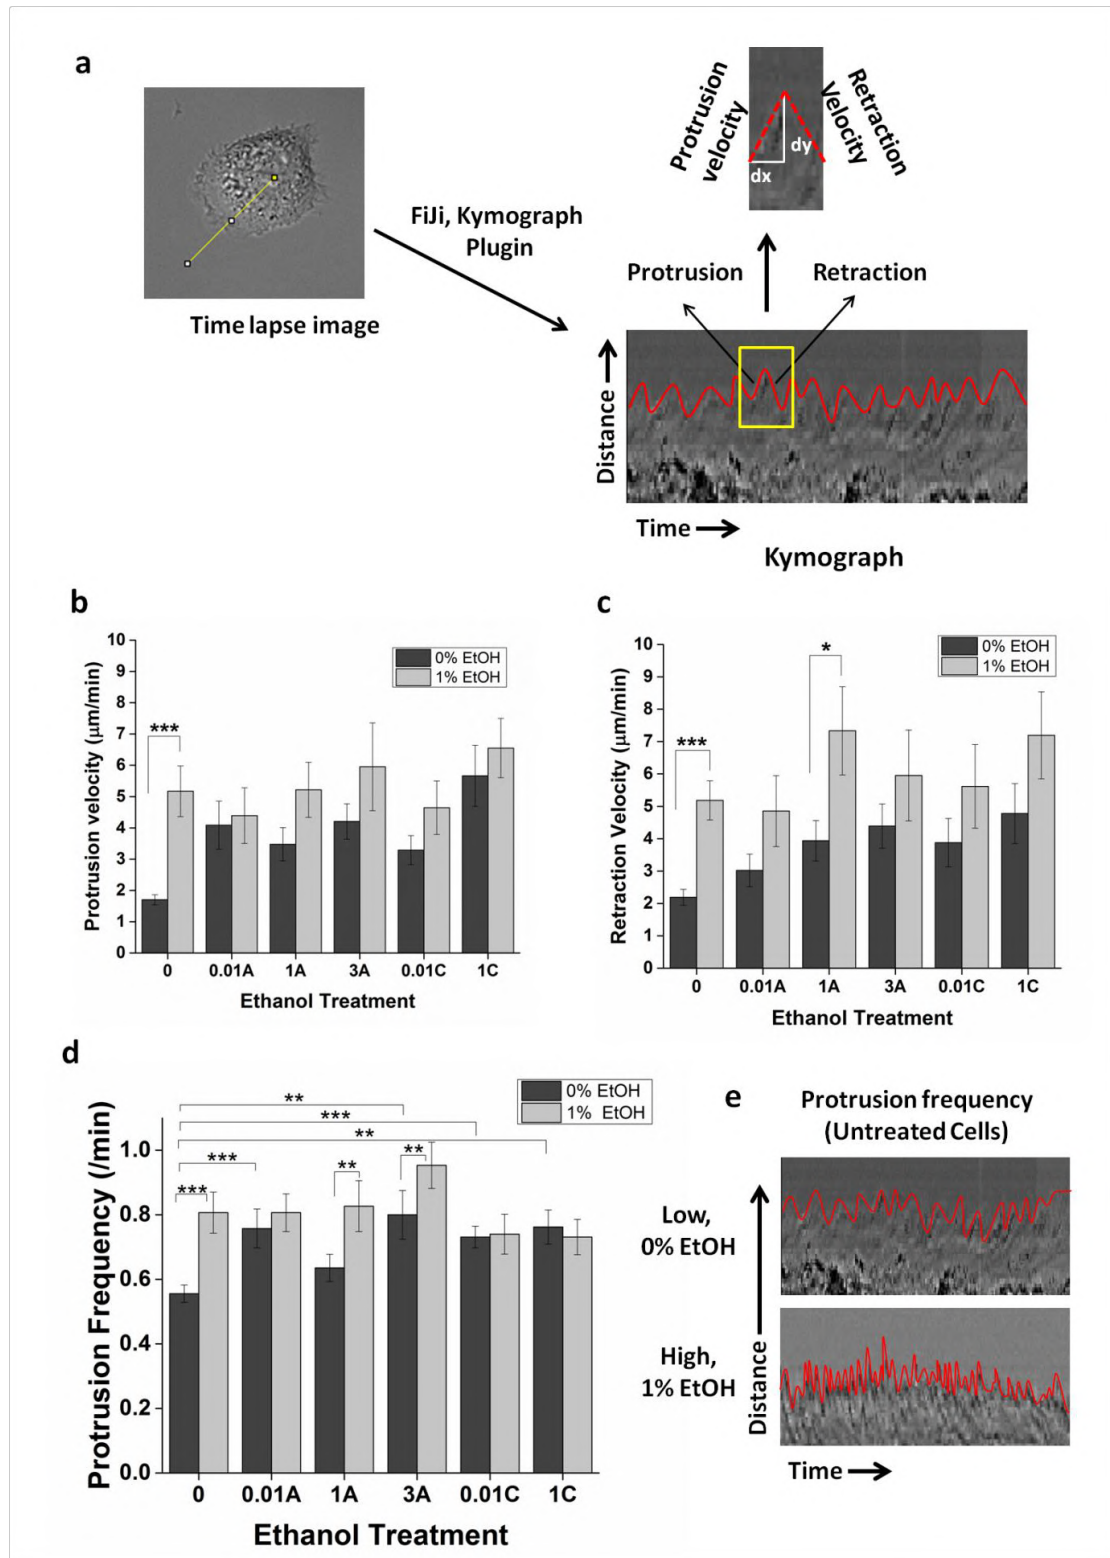 a
Protrusion
velocity
Retraction
Velocity
dy
dx
FiJi, Kymograph
Plugin
Protrusion
Retraction
Time lapse image
Distance
Time
Kymograph
b
10
9
8
7
6
5
4
3
2
1
0
Protrusion velocity (µm/min)
0% EtOH
1% EtOH
***
0 0.01A 1A 3A 0.01C 1C
Ethanol Treatment
c
10
9
8
7
6
5
4
3
2
1
0
Retraction Velocity (µm/min)
0% EtOH
1% EtOH
***
*
0 0.01A 1A 3A 0.01C 1C
Ethanol Treatment
d
0% EtOH
1% EtOH
1.0
0.8
0.6
0.4
0.2
0.0
Protrusion Frequency (/min)
**
***
**
***
***
**
**
0 0.01A 1A 3A 0.01C 1C
Ethanol Treatment
e
Protrusion frequency
(Untreated Cells)
Low,
0% EtOH
High,
1% EtOH
Distance
Time